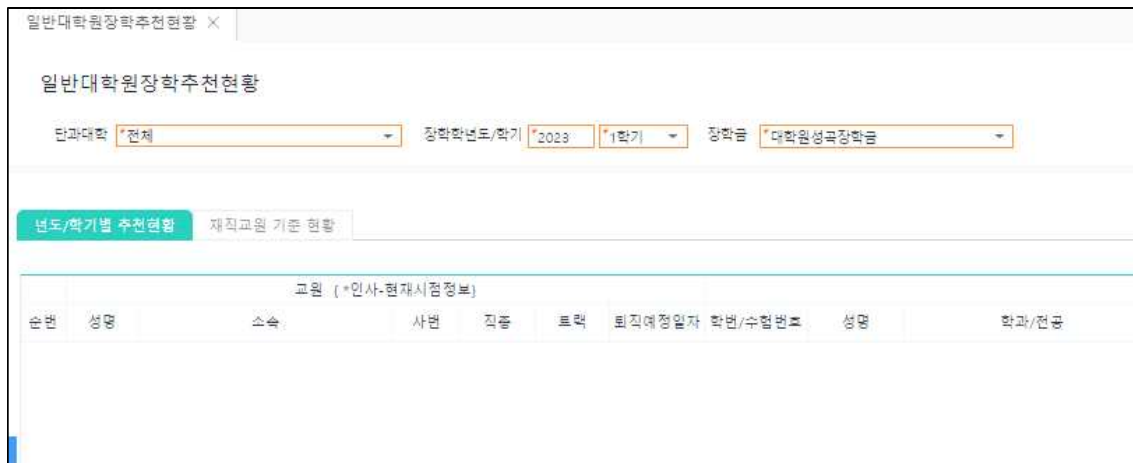 일반대학원장학추천현황 ×
일반대학원장학추천현황
단과대학 *전체 장학학년도/학기 *2023 *1학기 장학금 *대학원성곡장학금
년도/학기별 추천현황 재직교원 기준 현황
교원 (*인사-현재시점정보)
순번 성명 소속 사번 직종 트랙 퇴직예정일자 학번/수험번호 성명 학과/전공